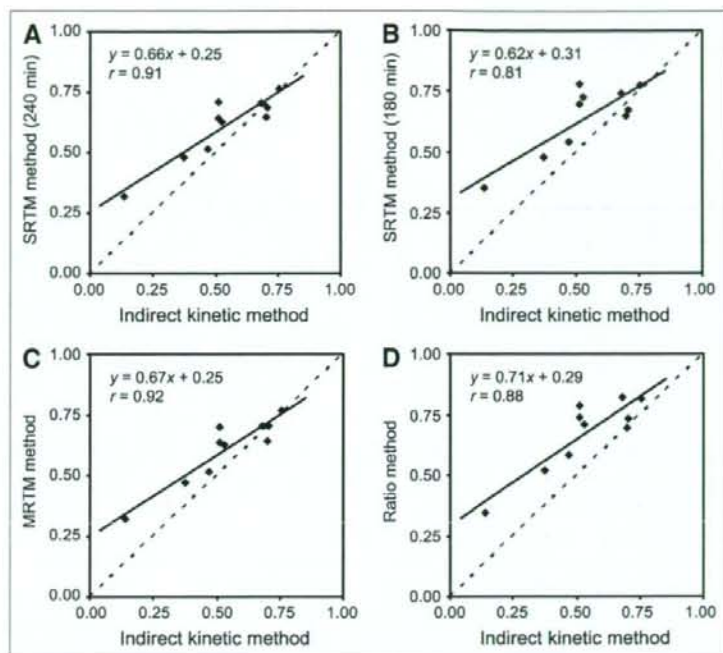 A
y = 0.66x + 0.25
r = 0.91
SRTM method (240 min)
1.00
0.75
0.50
0.25
0.00
0.00 0.25 0.50 0.75 1.00
Indirect kinetic method
B
y = 0.62x + 0.31
r = 0.81
SRTM method (180 min)
1.00
0.75
0.50
0.25
0.00
0.00 0.25 0.50 0.75 1.00
Indirect kinetic method
C
y = 0.67x + 0.25
r = 0.92
MRTM method
1.00
0.75
0.50
0.25
0.00
0.00 0.25 0.50 0.75 1.00
Indirect kinetic method
D
y = 0.71x + 0.29
r = 0.88
Ratio method
1.00
0.75
0.50
0.25
0.00
0.00 0.25 0.50 0.75 1.00
Indirect kinetic method